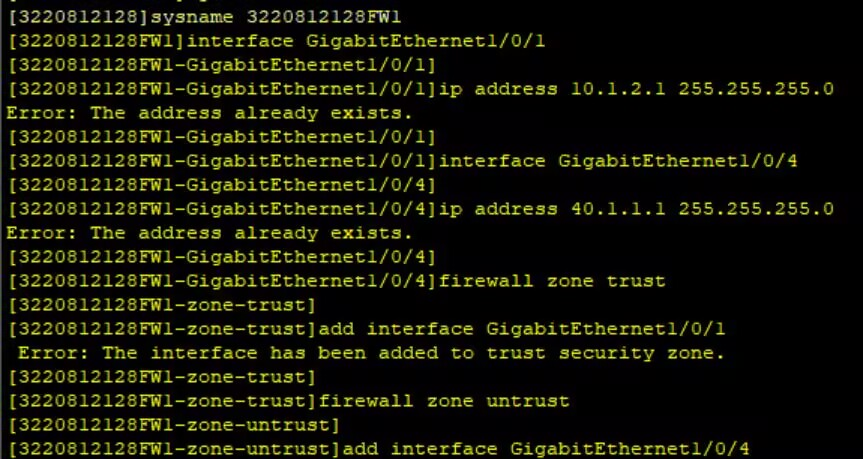 [3220812128]sysname 3220812128FW1
[3220812128FW1]interface GigabitEthernet1/0/1
[3220812128FW1-GigabitEthernet1/0/1]
[3220812128FW1-GigabitEthernet1/0/1]ip address 10.1.2.1 255.255.255.0
Error: The address already exists.
[3220812128FW1-GigabitEthernet1/0/1]
[3220812128FW1-GigabitEthernet1/0/1]interface GigabitEthernet1/0/4
[3220812128FW1-GigabitEthernet1/0/4]
[3220812128FW1-GigabitEthernet1/0/4]ip address 40.1.1.1 255.255.255.0
Error: The address already exists.
[3220812128FW1-GigabitEthernet1/0/4]
[3220812128FW1-GigabitEthernet1/0/4]firewall zone trust
[3220812128FW1-zone-trust]
[3220812128FW1-zone-trust]add interface GigabitEthernet1/0/1
 Error: The interface has been added to trust security zone.
[3220812128FW1-zone-trust]
[3220812128FW1-zone-trust]firewall zone untrust
[3220812128FW1-zone-untrust]
[3220812128FW1-zone-untrust]add interface GigabitEthernet1/0/4